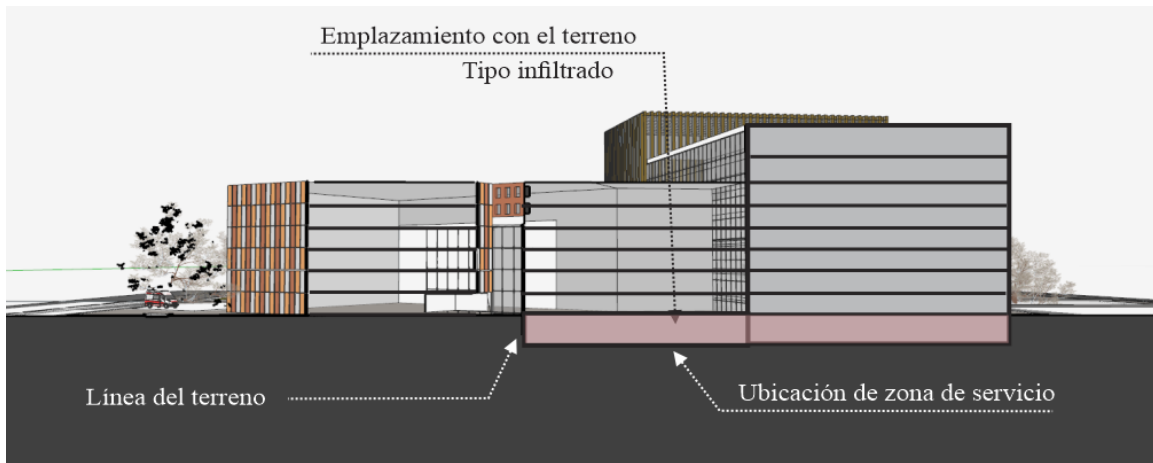 Emplazamiento con el terreno
Tipo infiltrado
Línea del terreno
Ubicación de zona de servicio